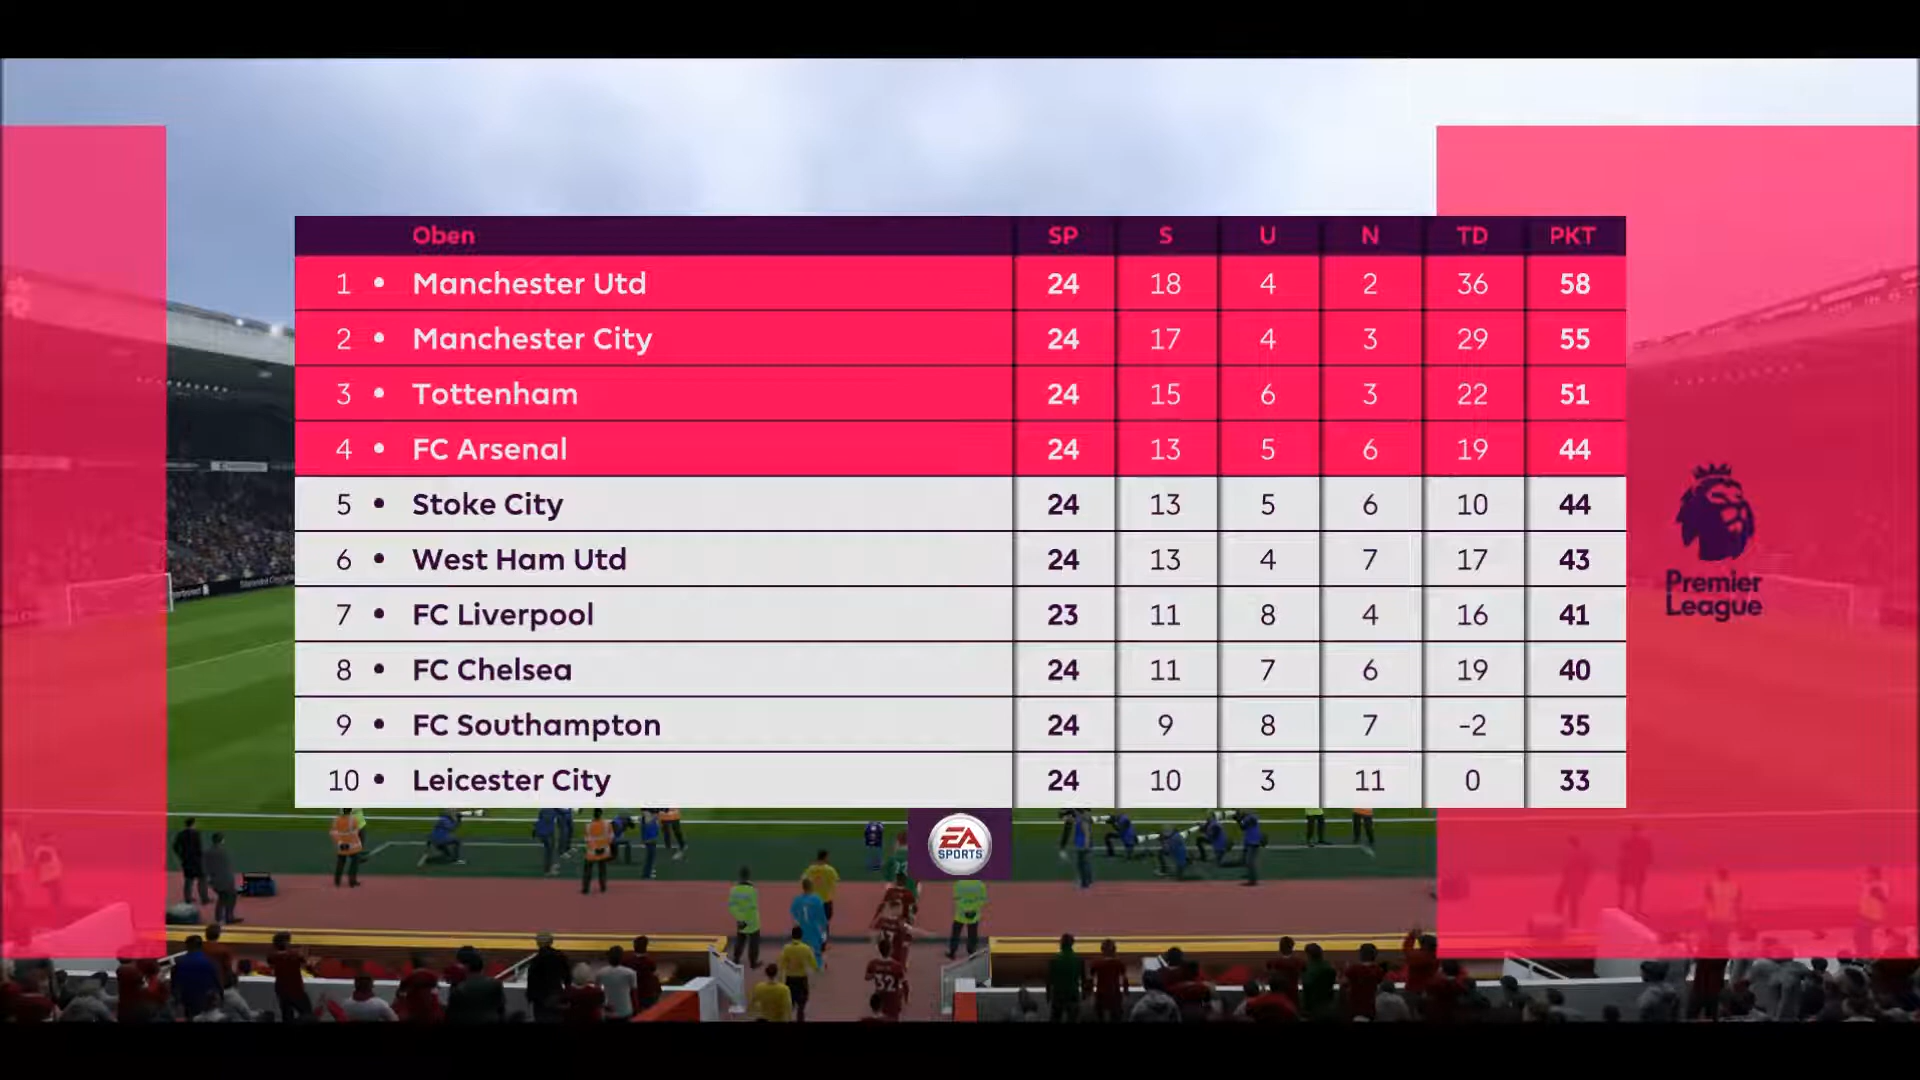 Oben SP S U N TD PKT
1 • Manchester Utd 24 18 4 2 36 58
2 • Manchester City 24 17 4 3 29 55
3 • Tottenham 24 15 6 3 22 51
4 • FC Arsenal 24 13 5 6 19 44
5 • Stoke City 24 13 5 6 10 44
6 • West Ham Utd 24 13 4 7 17 43
7 • FC Liverpool 23 11 8 4 16 41
8 • FC Chelsea 24 11 7 6 19 40
9 • FC Southampton 24 9 8 7 -2 35
10 • Leicester City 24 10 3 11 0 33
Premier
League
EA
SPORTS
1
32